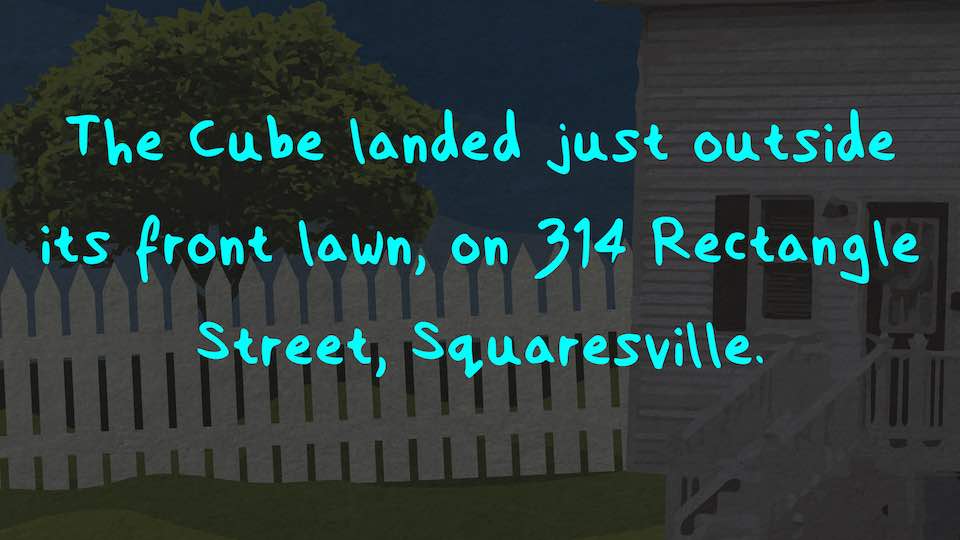 The Cube landed just outside
its front lawn, on 314 Rectangle
Street, Squaresville.